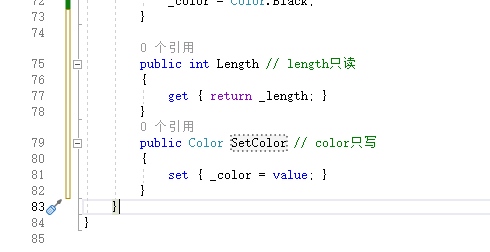 72 _color = Color.Black;
73 }
74
0 个引用
75 public int Length // length只读
76 {
77 get { return _length; }
78 }
0 个引用
79 public Color SetColor // color只写
80 {
81 set { _color = value; }
82 }
83 }
84 }
85